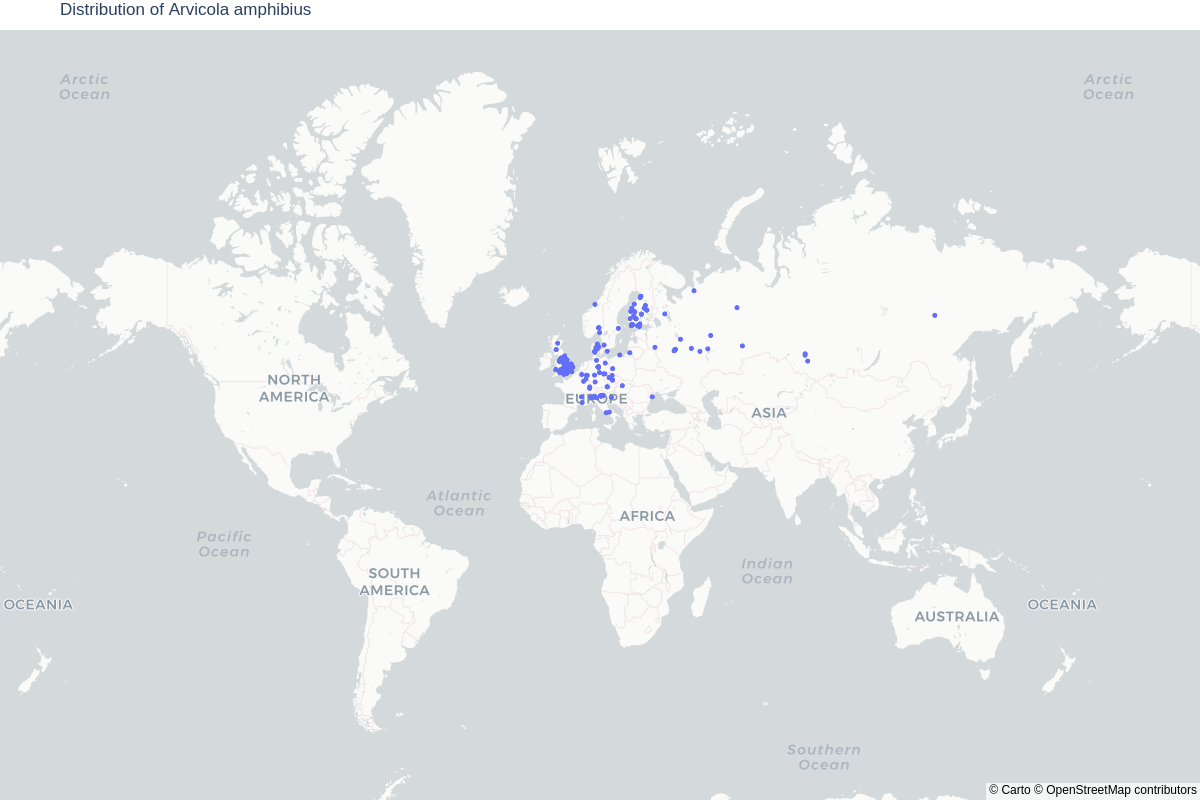 Distribution of Arvicola amphibius
Arctic
Ocean
Arctic
Ocean
NORTH
AMERICA
EUROPE
ASIA
Atlantic
Ocean
AFRICA
Pacific
Ocean
Indian
Ocean
SOUTH
AMERICA
OCEANIA
OCEANIA
AUSTRALIA
Southern
Ocean
© Carto © OpenStreetMap contributors